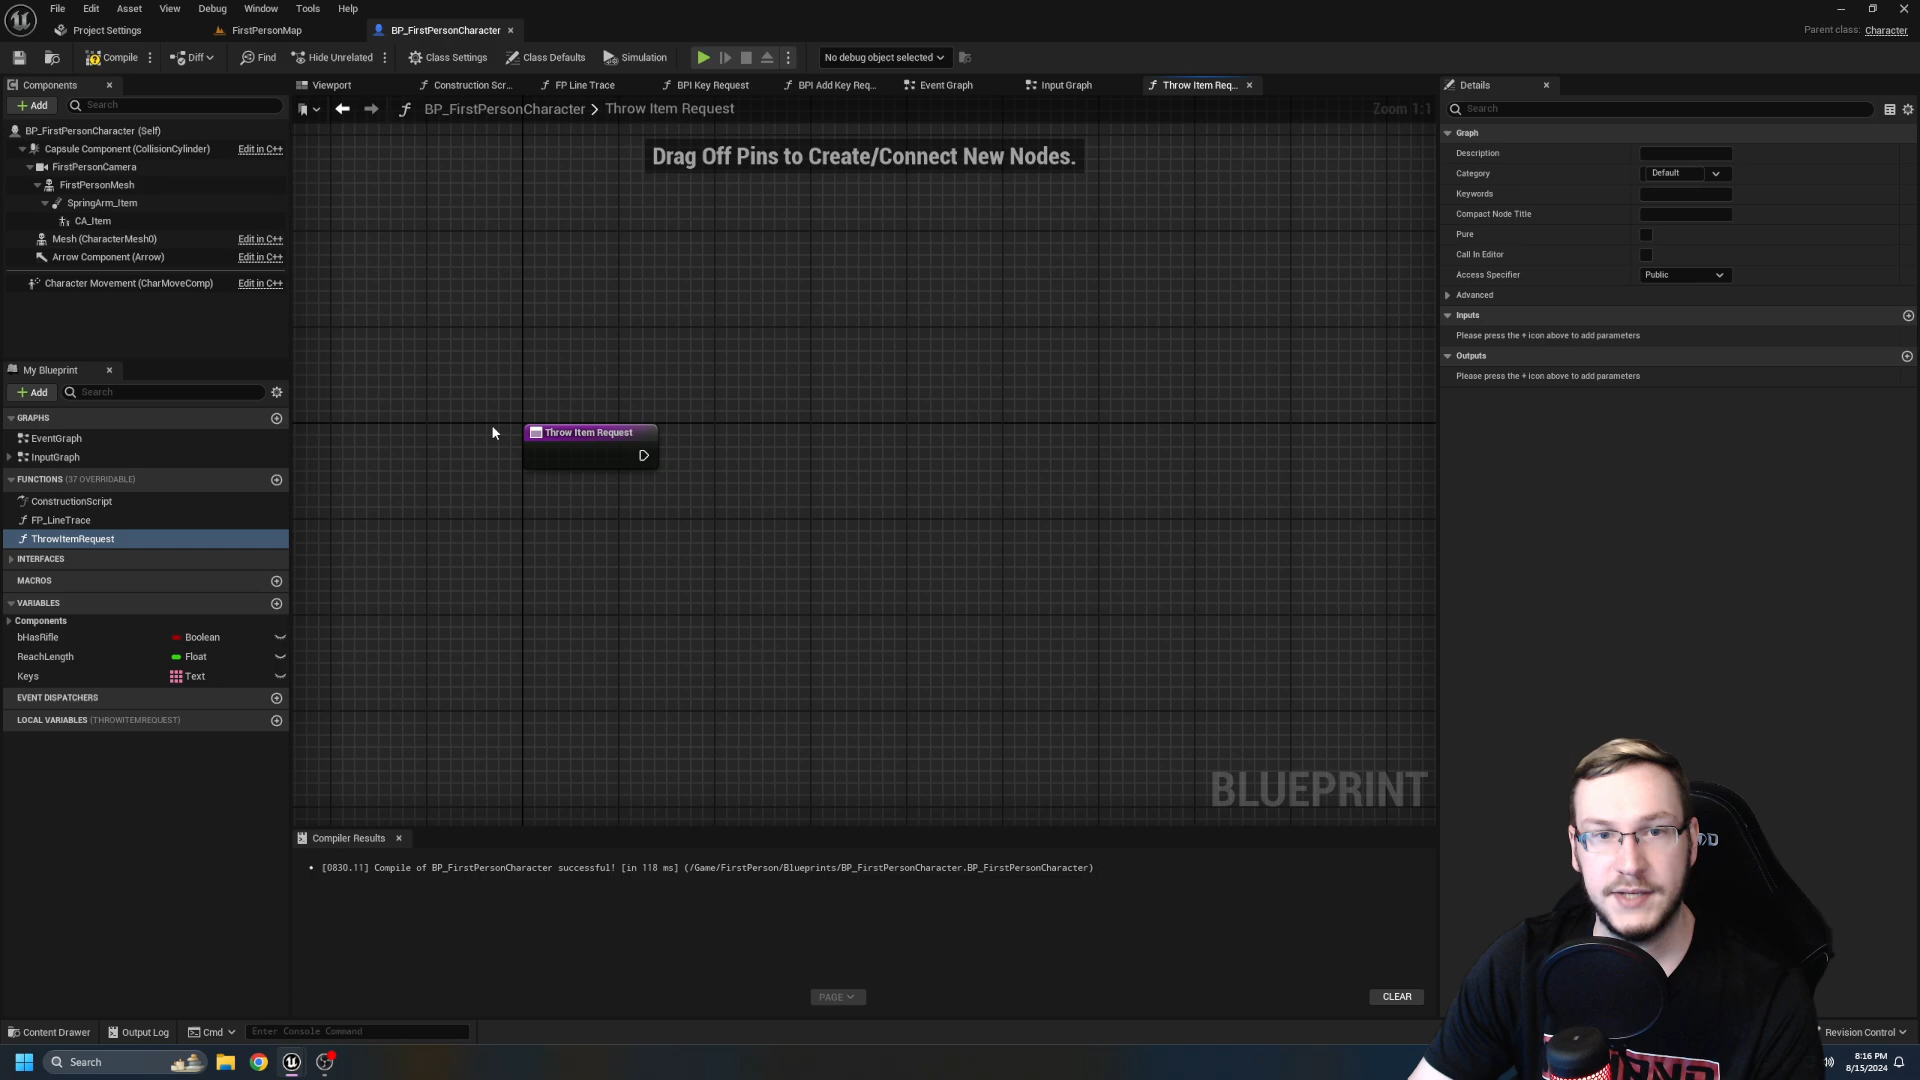 File Edit Asset View Debug Window Tools Help
Project Settings FirstPersonMap BP_FirstPersonCharacter
Parent class: Character
Compile Diff Find Hide Unrelated Class Settings Class Defaults Simulation No debug object selected
Components
Add Search
BP_FirstPersonCharacter (Self)
Capsule Component (CollisionCylinder) Edit in C++
FirstPersonCamera
FirstPersonMesh
SpringArm_Item
CA_Item
Mesh (CharacterMesh0) Edit in C++
Arrow Component (Arrow) Edit in C++
Character Movement (CharMoveComp) Edit in C++
My Blueprint
Add Search
GRAPHS
EventGraph
InputGraph
FUNCTIONS (37 OVERRIDABLE)
ConstructionScript
FP_LineTrace
ThrowItemRequest
INTERFACES
MACROS
VARIABLES
Components
bHasRifle Boolean
ReachLength Float
Keys Text
EVENT DISPATCHERS
LOCAL VARIABLES (THROWITEMREQUEST)
Viewport Construction Scr... FP Line Trace BPI Key Request BPI Add Key Req... Event Graph Input Graph Throw Item Req...
BP_FirstPersonCharacter > Throw Item Request
Zoom 1:1
Drag Off Pins to Create/Connect New Nodes.
Throw Item Request
BLUEPRINT
Compiler Results
[0830.11] Compile of BP_FirstPersonCharacter successful! [in 118 ms] (/Game/FirstPerson/Blueprints/BP_FirstPersonCharacter.BP_FirstPersonCharacter)
PAGE
CLEAR
Details
Search
Graph
Description
Category Default
Keywords
Compact Node Title
Pure
Call In Editor
Access Specifier Public
Advanced
Inputs
Please press the + icon above to add parameters
Outputs
Please press the + icon above to add parameters
Content Drawer Output Log Cmd Enter Console Command
Revision Control
Search
8:16 PM
8/15/2024